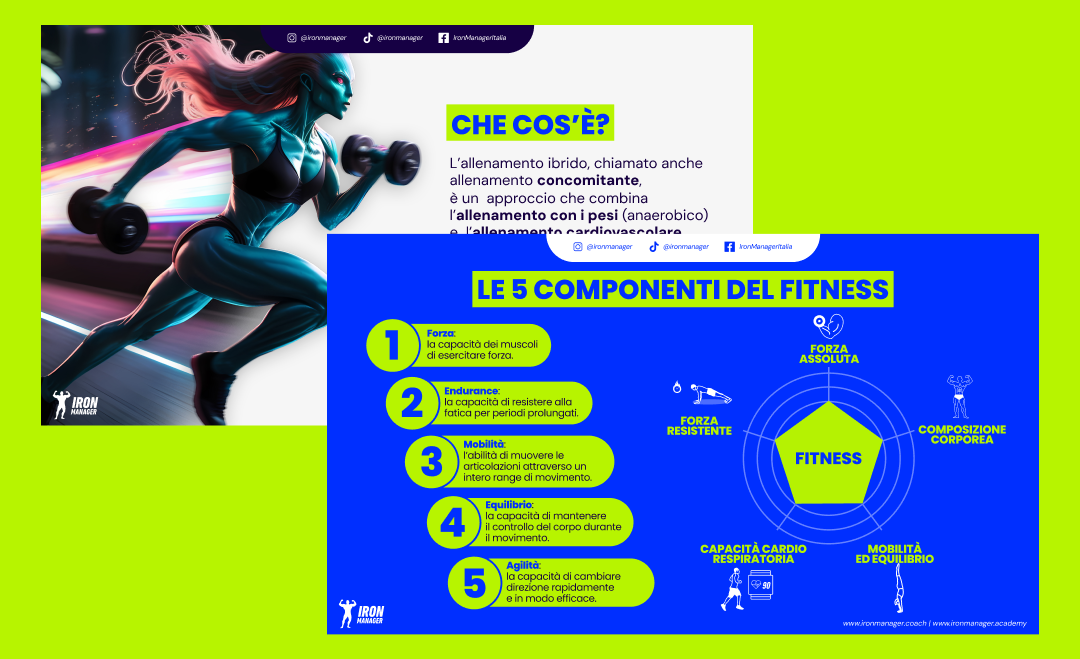 @ironmanager @ironmanager IronManagerItalia
CHE COS'È?
L'allenamento ibrido, chiamato anche
allenamento concomitante,
è un approccio che combina
l'allenamento con i pesi (anaerobico)
e l'allenamento cardiovascolare
IRON
MANAGER
@ironmanager @ironmanager IronManagerItalia
LE 5 COMPONENTI DEL FITNESS
1
Forza:
la capacità dei muscoli
di esercitare forza.
2
Endurance:
la capacità di resistere alla
fatica per periodi prolungati.
3
Mobilità:
l'abilità di muovere le
articolazioni attraverso un
intero range di movimento.
4
Equilibrio:
la capacità di mantenere
il controllo del corpo durante
il movimento.
5
Agilità:
la capacità di cambiare
direzione rapidamente
e in modo efficace.
FORZA
ASSOLUTA
FORZA
RESISTENTE
COMPOSIZIONE
CORPOREA
FITNESS
CAPACITÀ CARDIO
RESPIRATORIA
MOBILITÀ
ED EQUILIBRIO
90
IRON
MANAGER
www.ironmanager.coach | www.ironmanager.academy